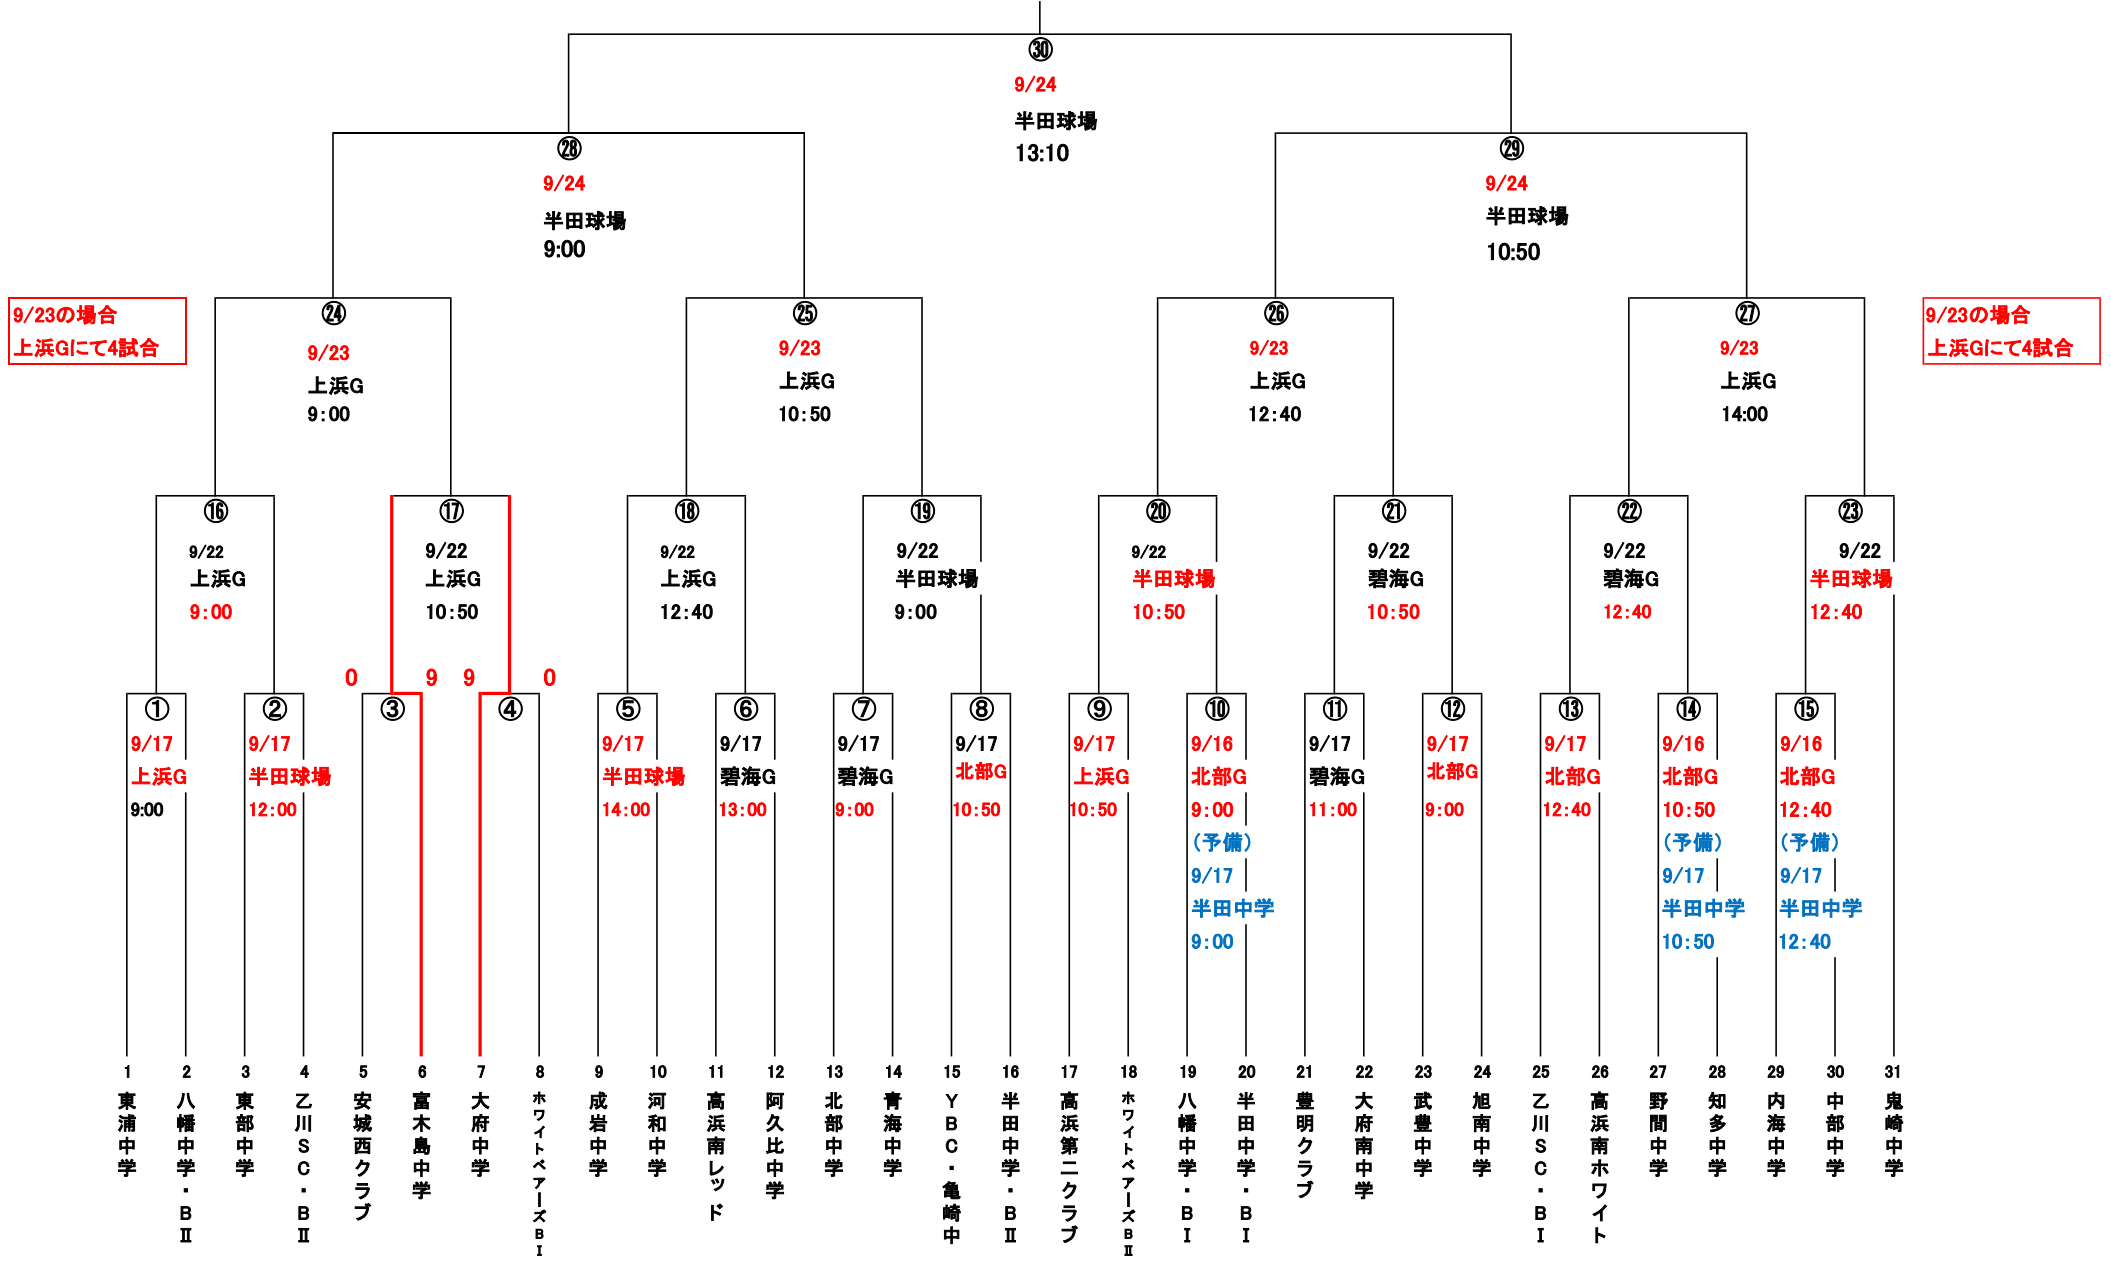 ㉚
9/24
半田球場
13:10
㉘
9/24
半田球場
9:00
㉙
9/24
半田球場
10:50
9/23の場合
上浜Gにて4試合
㉔
9/23
上浜G
9:00
㉕
9/23
上浜G
10:50
㉖
9/23
上浜G
12:40
㉗
9/23
上浜G
14:00
9/23の場合
上浜Gにて4試合
⑯
9/22
上浜G
9:00
⑰
9/22
上浜G
10:50
⑱
9/22
上浜G
12:40
⑲
9/22
半田球場
9:00
⑳
9/22
半田球場
10:50
㉑
9/22
碧海G
10:50
㉒
9/22
碧海G
12:40
㉓
9/22
半田球場
12:40
①
9/17
上浜G
9:00
②
9/17
半田球場
12:00
0 9
③
9 0
④
⑤
9/17
半田球場
14:00
⑥
9/17
碧海G
13:00
⑦
9/17
碧海G
9:00
⑧
9/17
北部G
10:50
⑨
9/17
上浜G
10:50
⑩
9/16
北部G
9:00
(予備)
9/17
半田中学
9:00
⑪
9/17
碧海G
11:00
⑫
9/17
北部G
9:00
⑬
9/17
北部G
12:40
⑭
9/16
北部G
10:50
(予備)
9/17
半田中学
10:50
⑮
9/16
北部G
12:40
(予備)
9/17
半田中学
12:40
1
東浦中学
2
八幡中学・BⅡ
3
東部中学
4
乙川SC・BⅡ
5
安城西クラブ
6
富木島中学
7
大府中学
8
ホワイトベアーズBⅠ
9
成岩中学
10
河和中学
11
高浜南レッド
12
阿久比中学
13
北部中学
14
青海中学
15
YBC・亀崎中
16
半田中学・BⅡ
17
高浜第二クラブ
18
ホワイトベアーズBⅡ
19
八幡中学・BⅠ
20
半田中学・BⅠ
21
豊明クラブ
22
大府南中学
23
武豊中学
24
旭南中学
25
乙川SC・BⅠ
26
高浜南ホワイト
27
野間中学
28
知多中学
29
内海中学
30
中部中学
31
鬼崎中学